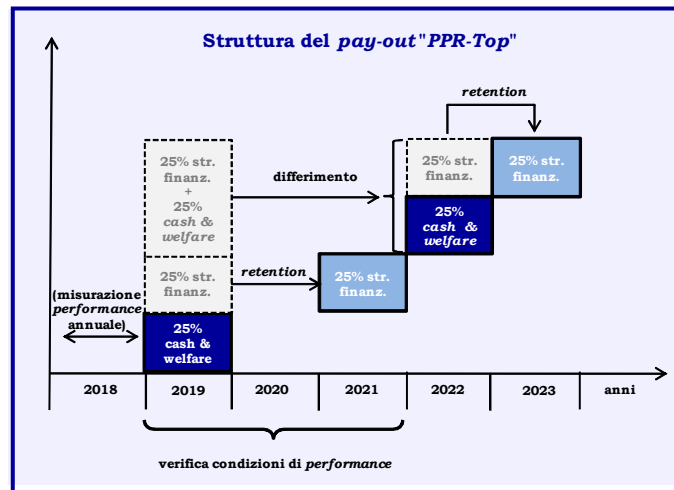 Struttura del pay-out "PPR-Top"
retention
25% str.
finanz.
+
25%
cash &
welfare
differimento
25% str.
finanz.
25% str.
finanz.
25%
cash &
welfare
25% str.
finanz.
retention
25% str.
finanz.
(misurazione
performance
annuale)
25%
cash &
welfare
2018 2019 2020 2021 2022 2023 anni
verifica condizioni di performance